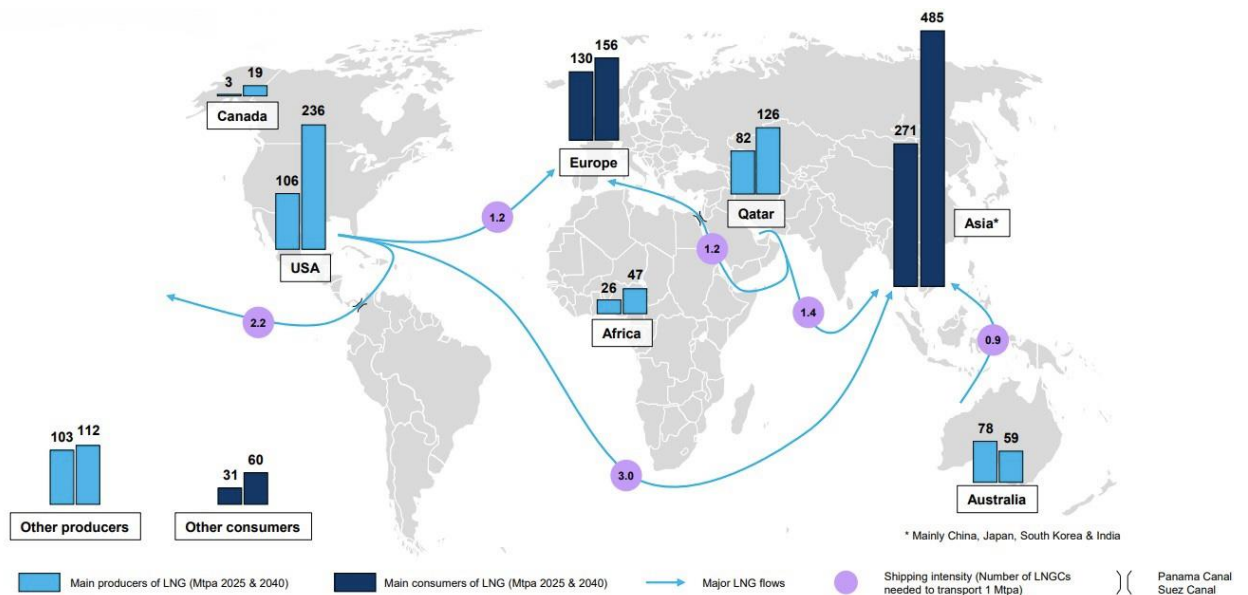 3 19
Canada
106 236
USA
130 156
Europe
82 126
Qatar
271 485
Asia*
26 47
Africa
78 59
Australia
1.2
1.2
1.4
0.9
2.2
3.0
103 112
Other producers
31 60
Other consumers
* Mainly China, Japan, South Korea & India
Main producers of LNG (Mtpa 2025 & 2040)
Main consumers of LNG (Mtpa 2025 & 2040)
Major LNG flows
Shipping intensity (Number of LNGCs
needed to transport 1 Mtpa)
Panama Canal
Suez Canal